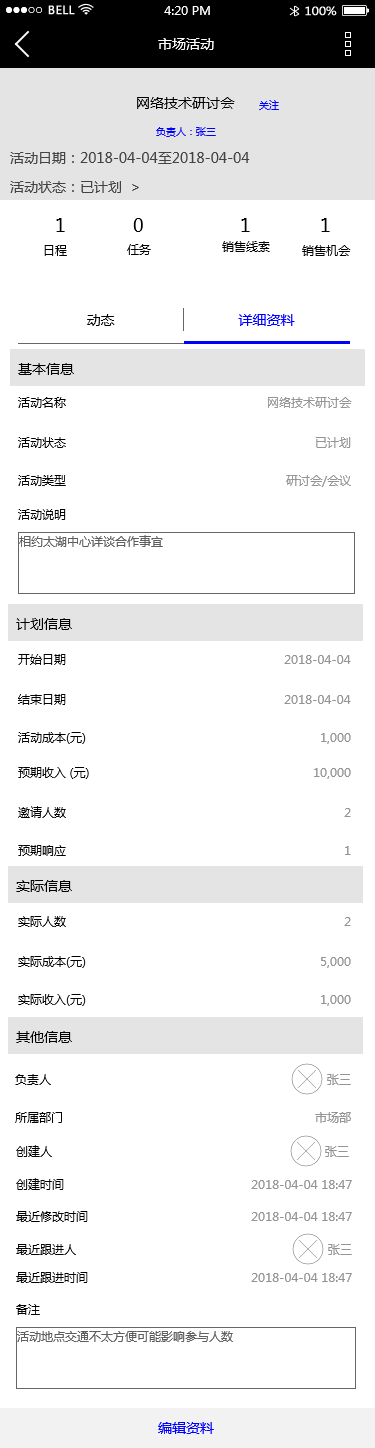 BELL 4:20 PM 100%
市场活动
网络技术研讨会 关注
负责人：张三
活动日期：2018-04-04至2018-04-04
活动状态：已计划 >
1 0 1 1
日程 任务 销售线索 销售机会
动态 详细资料
基本信息
活动名称 网络技术研讨会
活动状态 已计划
活动类型 研讨会/会议
活动说明
相约太湖中心详谈合作事宜
计划信息
开始日期 2018-04-04
结束日期 2018-04-04
活动成本(元) 1,000
预期收入 (元) 10,000
邀请人数 2
预期响应 1
实际信息
实际人数 2
实际成本(元) 5,000
实际收入(元) 1,000
其他信息
负责人 张三
所属部门 市场部
创建人 张三
创建时间 2018-04-04 18:47
最近修改时间 2018-04-04 18:47
最近跟进人 张三
最近跟进时间 2018-04-04 18:47
备注
活动地点交通不太方便可能影响参与人数
编辑资料